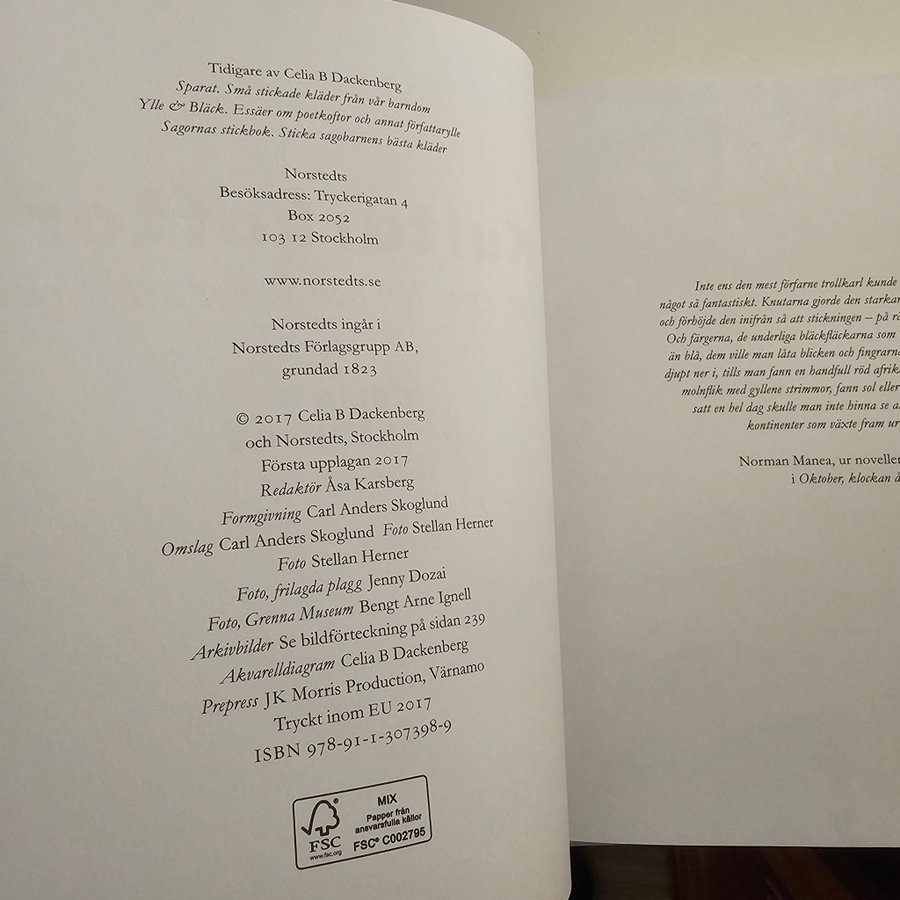 Tidigare av Celia B Dackenberg
Sparat. Små stickade kläder från vår barndom
Ylle & Bläck. Essäer om poetkoftor och annat författarylle
Sagornas stickbok. Sticka sagobarnens bästa kläder
Norstedts
Besöksadress: Tryckerigatan 4
Box 2052
103 12 Stockholm
www.norstedts.se
Norstedts ingår i
Norstedts Förlagsgrupp AB,
grundad 1823
© 2017 Celia B Dackenberg
och Norstedts, Stockholm
Första upplagan 2017
Redaktör Åsa Karsberg
Formgivning Carl Anders Skoglund
Omslag Carl Anders Skoglund Foto Stellan Herner
Foto Stellan Herner
Foto, frilagda plagg Jenny Dozai
Foto, Grenna Museum Bengt Arne Ignell
Arkivbilder Se bildförteckning på sidan 239
Akvarelldiagram Celia B Dackenberg
Prepress JK Morris Production, Värnamo
Tryckt inom EU 2017
ISBN 978-91-1-307398-9
FSC
www.fsc.org
MIX
Papper från
ansvarsfulla källor
FSC® C002795
Inte ens den mest förfarne trollkarl kunde
något så fantastiskt. Knutarna gjorde den starkar
och förhöjde den inifrån så att stickningen – på rä
Och färgerna, de underliga bläckfläckarna som
än blå, dem ville man låta blicken och fingrarna
djupt ner i, tills man fann en handfull röd afrik
molnflik med gyllene strimmor, fann sol eller
satt en hel dag skulle man inte hinna se a
kontinenter som växte fram ur
Norman Manea, ur noveller
i Oktober, klockan å